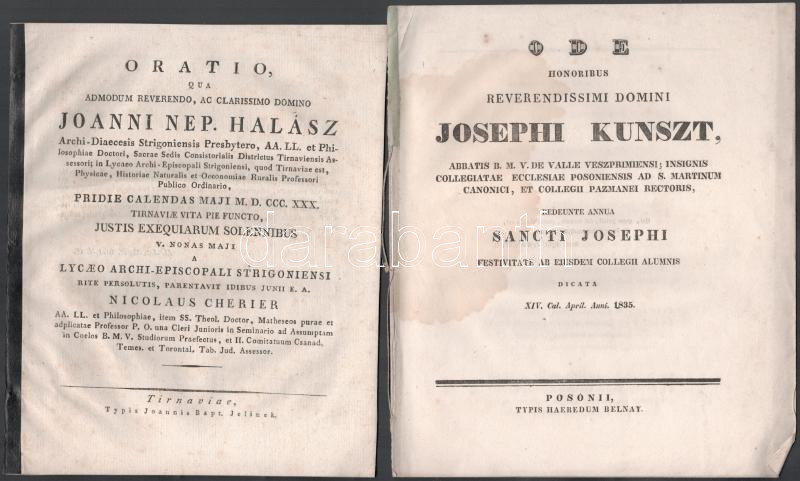 ORATIO,
QUA
ADMODUM REVERENDO, AC CLARISSIMO DOMINO
JOANNI NEP. HALÁSZ
Archi-Diaecesis Strigoniensis Presbytero, AA. LL. et Phi-
losophiae Doctori, Sacrae Sedis Consistorialis Districtus Tirnaviensis As-
sessori; in Lycaeo Archi-Episcopali Strigoniensi, quod Tirnaviae est,
Physicae, Historiae Naturalis et Oeconomiae Ruralis Professori
Publico Ordinario,
PRIDIE CALENDAS MAJI M. D. CCC. XXX.
TIRNAVIÆ VITA PIE FUNCTO,
JUSTIS EXEQUIARUM SOLENNIBUS
V. NONAS MAJI
A
LYCÆO ARCHI-EPISCOPALI STRIGONIENSI
RITE PERSOLUTIS, PARENTAVIT IDIBUS JUNII E. A.
NICOLAUS CHERIER
AA. LL. et Philosophiae, item SS. Theol. Doctor, Matheseos purae et
adplicatae Professor P. O. una Cleri Junioris in Seminario ad Assumptam
in Coelos B. M. V. Studiorum Praefectus, et II. Comitatuum Csanad.
Temes. et Torontal. Tab. Jud. Assessor.
Tirnaviae,
Typis Joannis Bapt. Jelinek.
ODE
HONORIBUS
REVERENDISSIMI DOMINI
JOSEPHI KUNSZT,
ABBATIS B. M. V. DE VALLE VESZPRIMIENSI; INSIGNIS
COLLEGIATAE ECCLESIAE POSONIENSIS AD S. MARTINUM
CANONICI, ET COLLEGII PAZMANEI RECTORIS,
REDEUNTE ANNUA
SANCTI JOSEPHI
FESTIVITATE AB EJUSDEM COLLEGII ALUMNIS
DICATA
XIV. Cal. April. Anni. 1835.
POSONII,
TYPIS HAEREDUM BELNAY.
darabanth